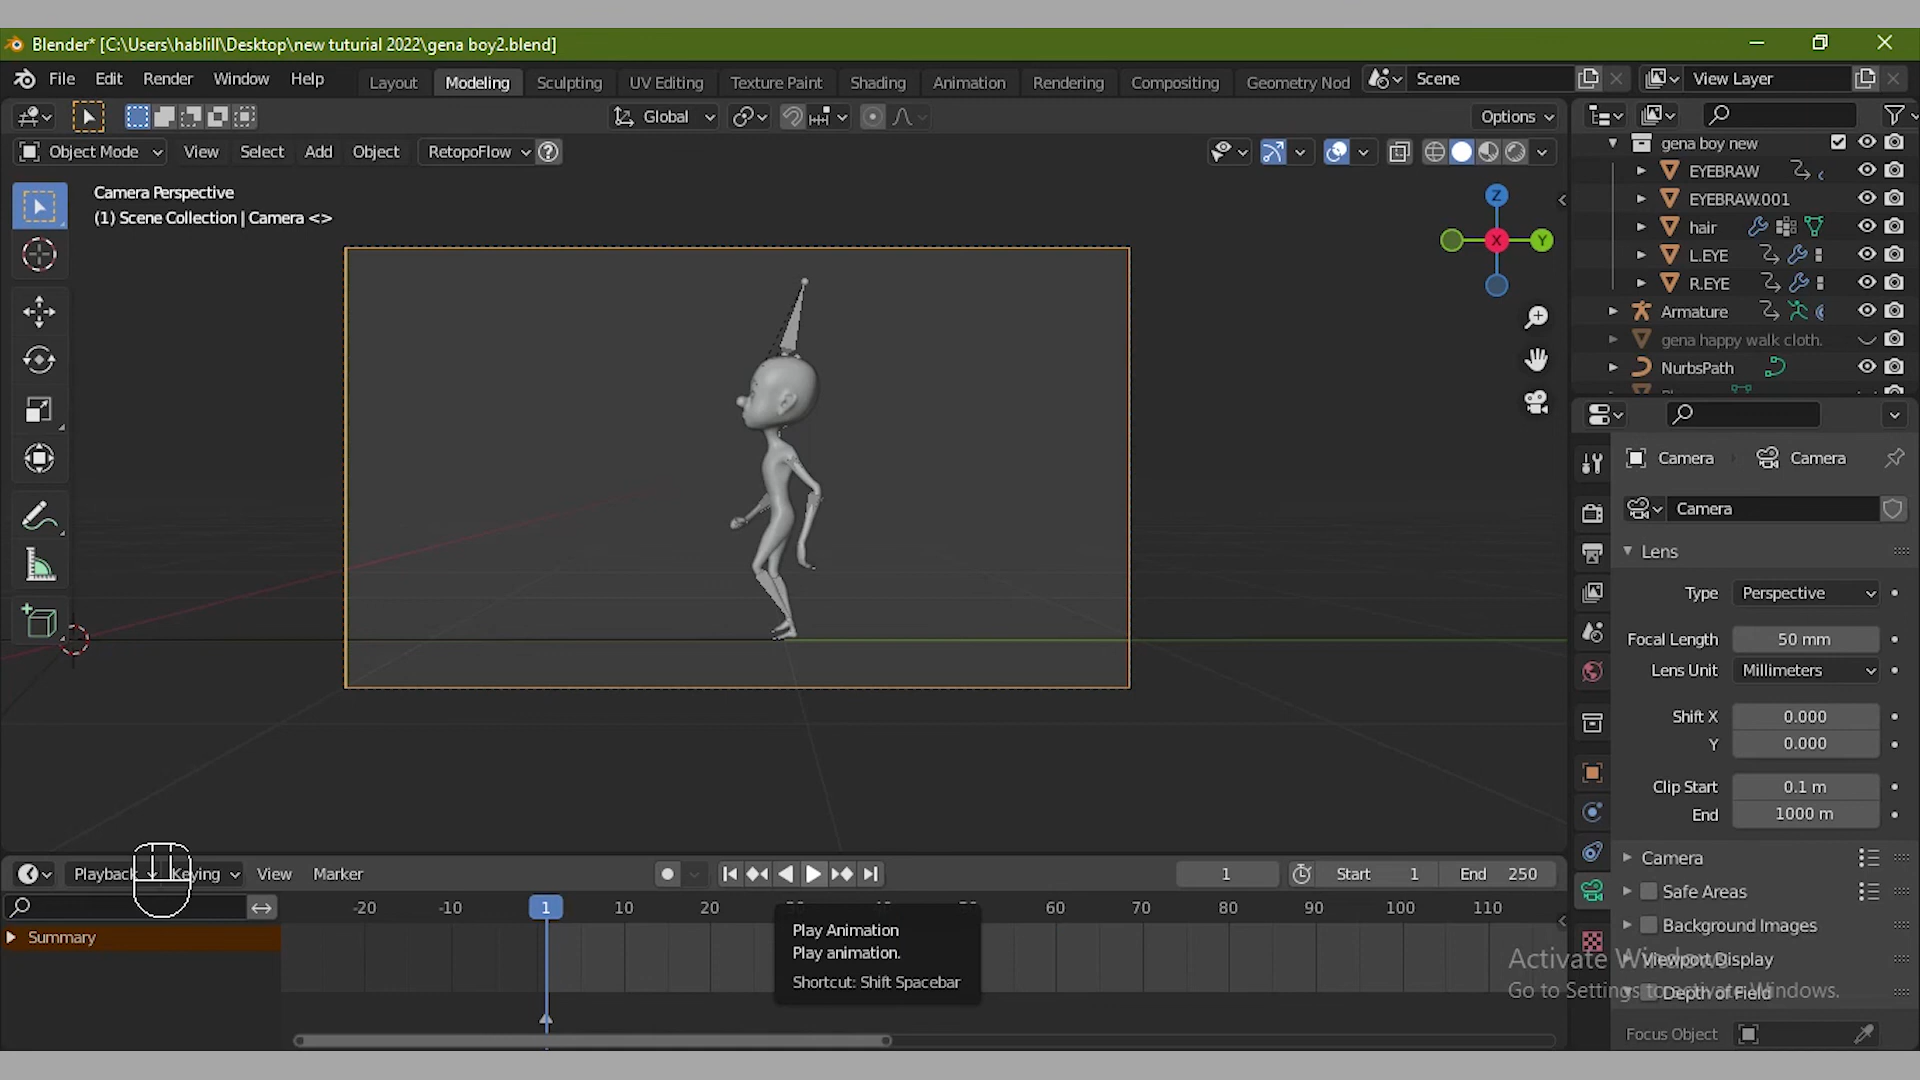 Blender* [C:\Users\hablill\Desktop\new tuturial 2022\gena boy2.blend]
File Edit Render Window Help Layout Modeling Sculpting UV Editing Texture Paint Shading Animation Rendering Compositing Geometry Nod Scene View Layer
Global Options
Object Mode View Select Add Object RetopoFlow
Camera Perspective
(1) Scene Collection | Camera <>
Z
X
Y
gena boy new
EYEBRAW
EYEBRAW.001
hair
L.EYE
R.EYE
Armature
gena happy walk cloth.
NurbsPath
Camera Camera
Camera
Lens
Type Perspective
Focal Length 50 mm
Lens Unit Millimeters
Shift X 0.000
Y 0.000
Clip Start 0.1 m
End 1000 m
Camera
Safe Areas
Background Images
Viewport Display
Depth of Field
Focus Object
Activate Windows
Go to Settings to activate Windows.
Playback Keying View Marker 1 Start 1 End 250
-20 -10 1 10 20 60 70 80 90 100 110
Summary
Play Animation
Play animation.
Shortcut: Shift Spacebar